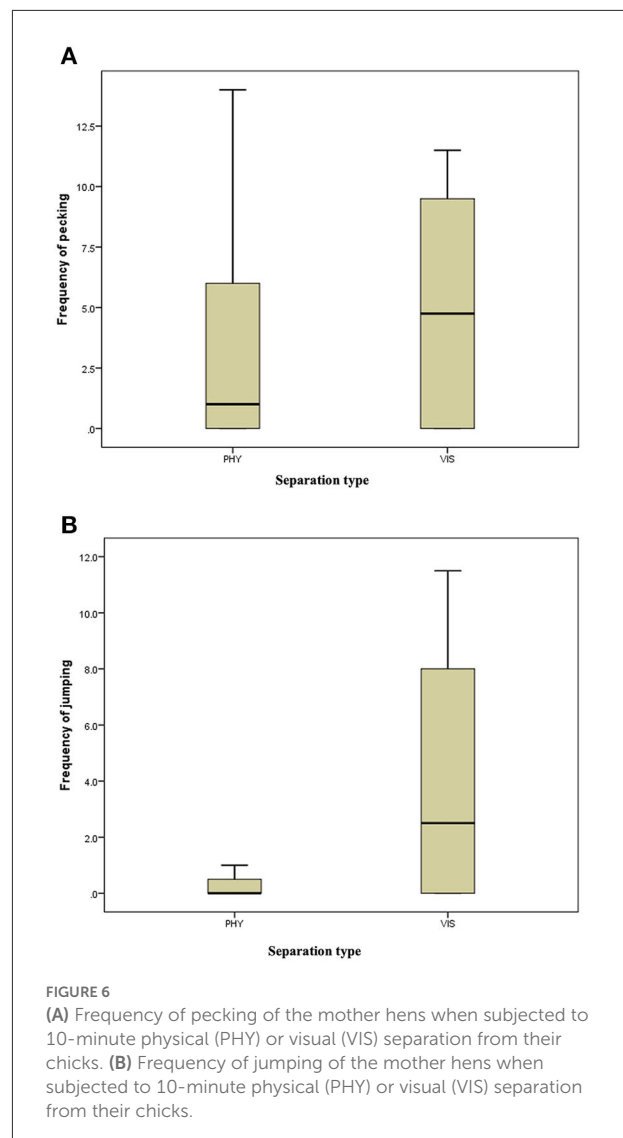 A
Frequency of pecking
12.5
10.0
7.5
5.0
2.5
.0
PHY
VIS
Separation type
B
Frequency of jumping
12.0
10.0
8.0
6.0
4.0
2.0
.0
PHY
VIS
Separation type
FIGURE 6
(A) Frequency of pecking of the mother hens when subjected to
10-minute physical (PHY) or visual (VIS) separation from their
chicks. (B) Frequency of jumping of the mother hens when
subjected to 10-minute physical (PHY) or visual (VIS) separation
from their chicks.